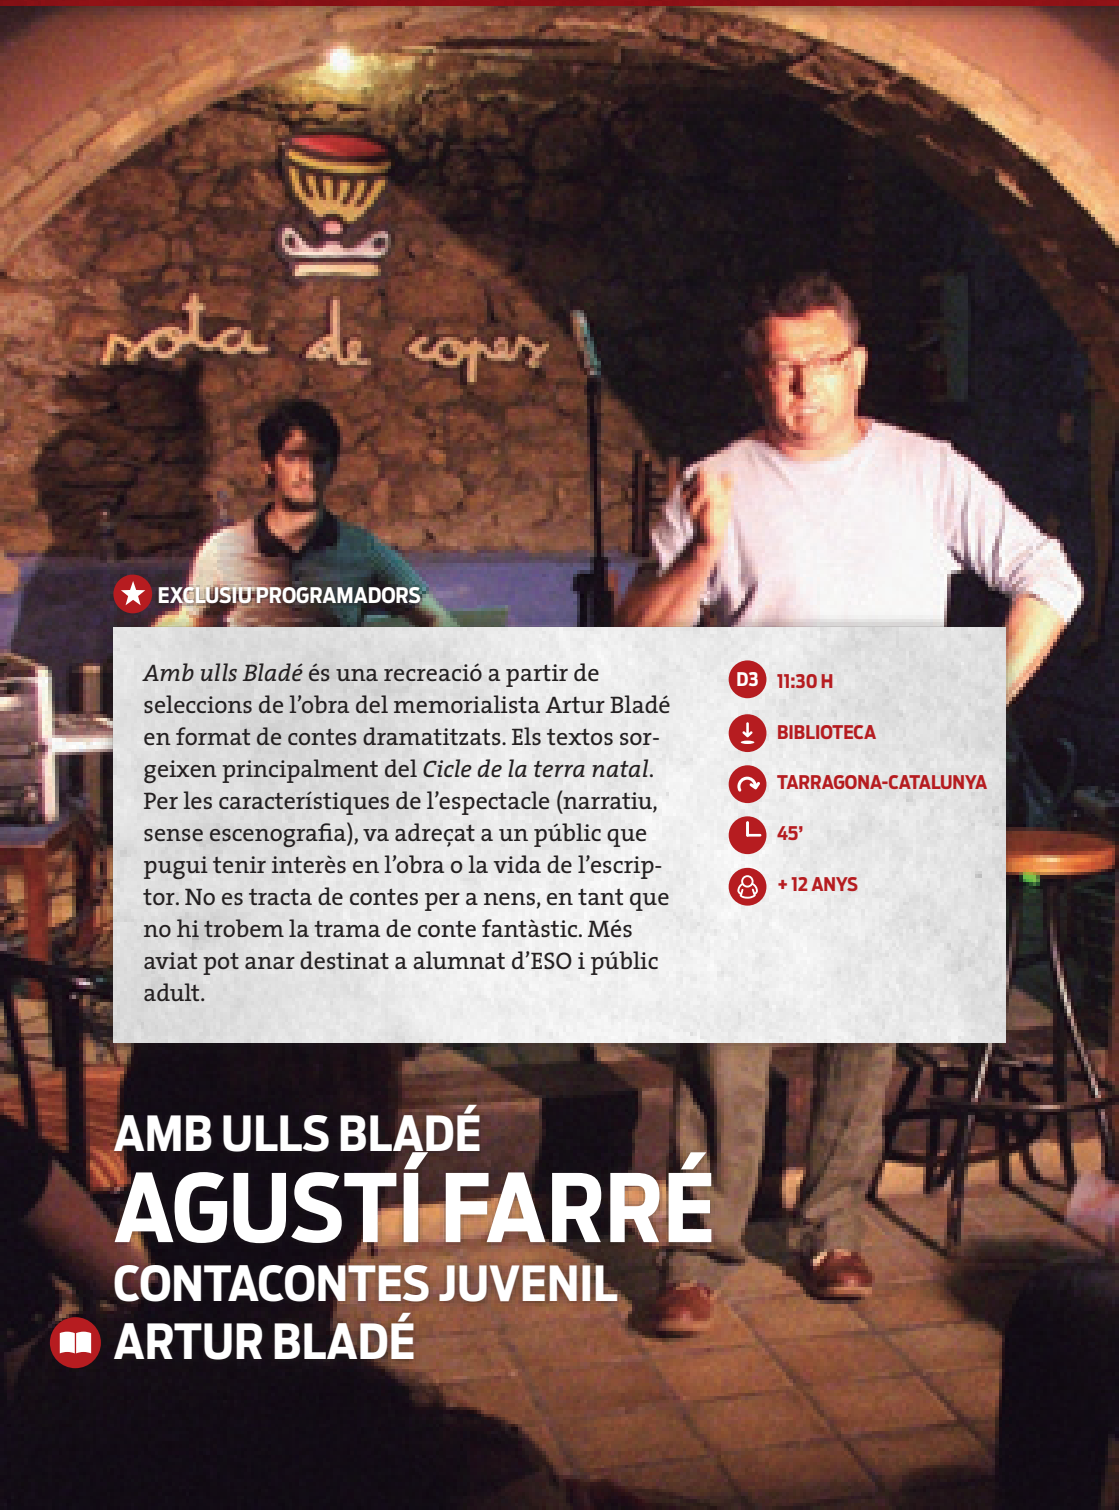 sota de copes
EXCLUSIU PROGRAMADORS
Amb ulls Bladé és una recreació a partir de
seleccions de l’obra del memorialista Artur Bladé
en format de contes dramatitzats. Els textos sor-
geixen principalment del Cicle de la terra natal.
Per les característiques de l’espectacle (narratiu,
sense escenografia), va adreçat a un públic que
pugui tenir interès en l’obra o la vida de l’escrip-
tor. No es tracta de contes per a nens, en tant que
no hi trobem la trama de conte fantàstic. Més
aviat pot anar destinat a alumnat d’ESO i públic
adult.
D3 11:30 H
BIBLIOTECA
TARRAGONA-CATALUNYA
45’
+ 12 ANYS
AMB ULLS BLADÉ
AGUSTÍ FARRÉ
CONTACONTES JUVENIL
ARTUR BLADÉ